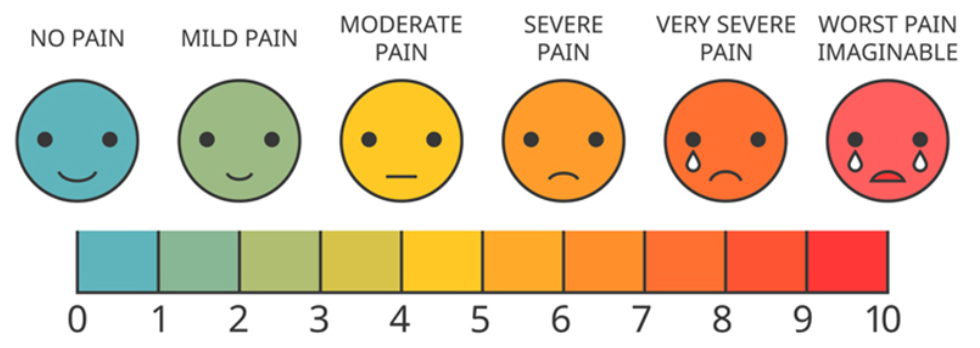 NO PAIN
MILD PAIN
MODERATE
PAIN
SEVERE
PAIN
VERY SEVERE
PAIN
WORST PAIN
IMAGINABLE
0 1 2 3 4 5 6 7 8 9 10